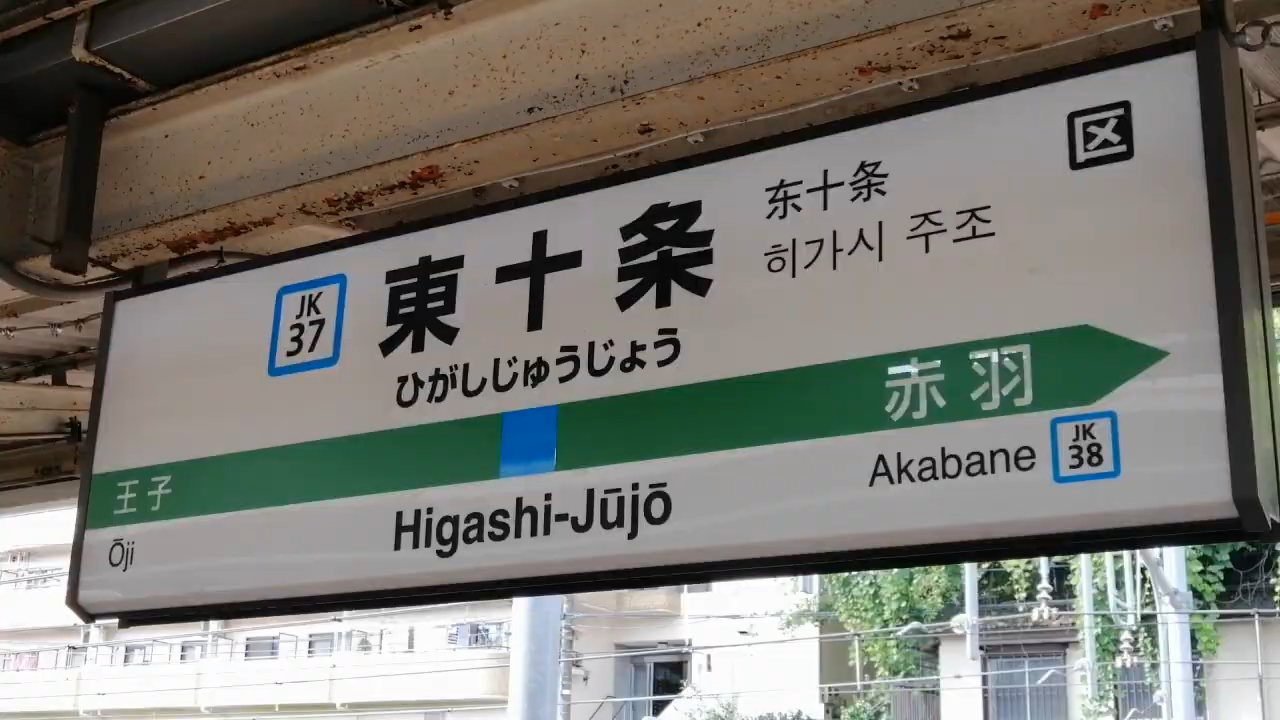 区
JK
37
東十条
东十条
히가시 주조
ひがしじゅうじょう
王子
赤羽
Ōji
Higashi-Jūjō
Akabane
JK
38